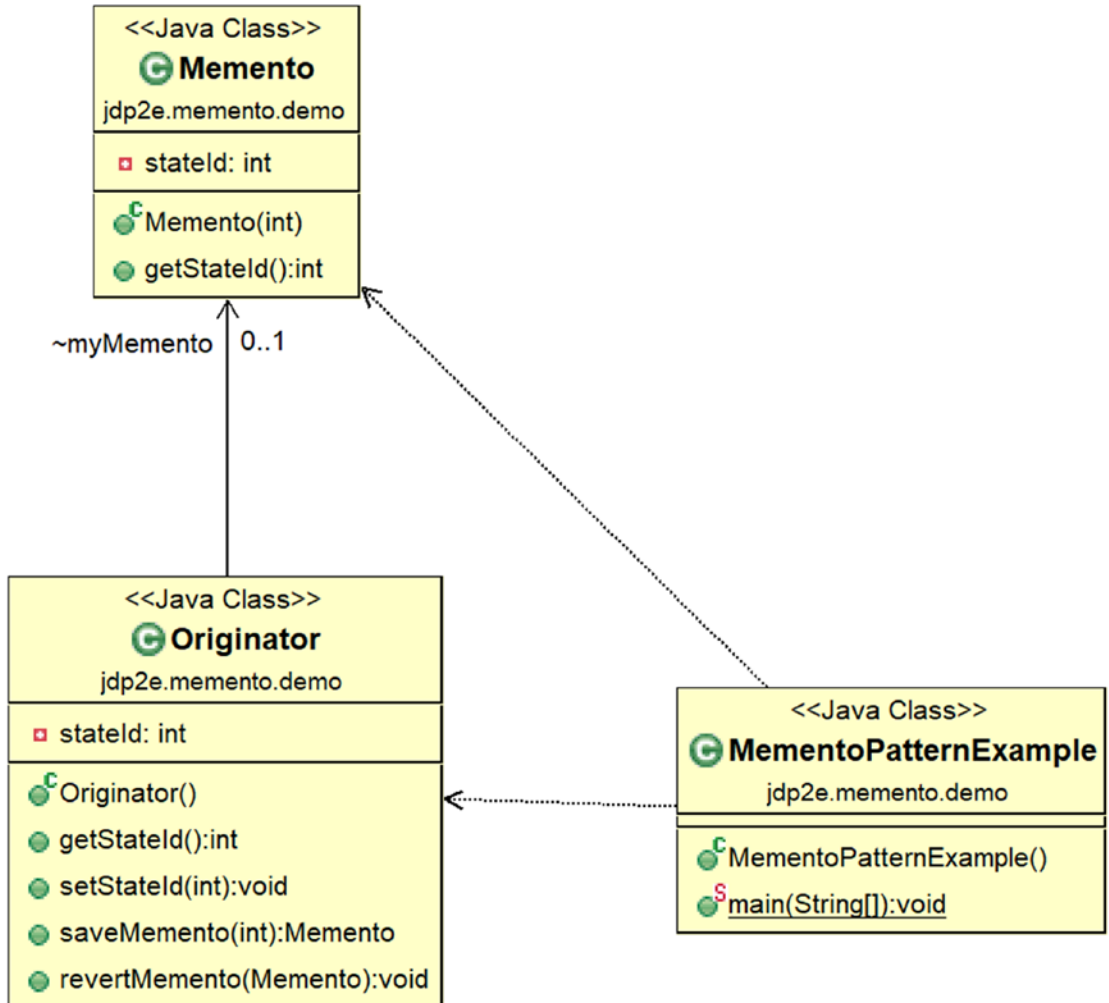 <<Java Class>>
Memento
jdp2e.memento.demo
stateId: int
Memento(int)
getStateId():int
~myMemento 0..1
<<Java Class>>
Originator
jdp2e.memento.demo
stateId: int
Originator()
getStateId():int
setStateId(int):void
saveMemento(int):Memento
revertMemento(Memento):void
<<Java Class>>
MementoPatternExample
jdp2e.memento.demo
MementoPatternExample()
main(String[]):void